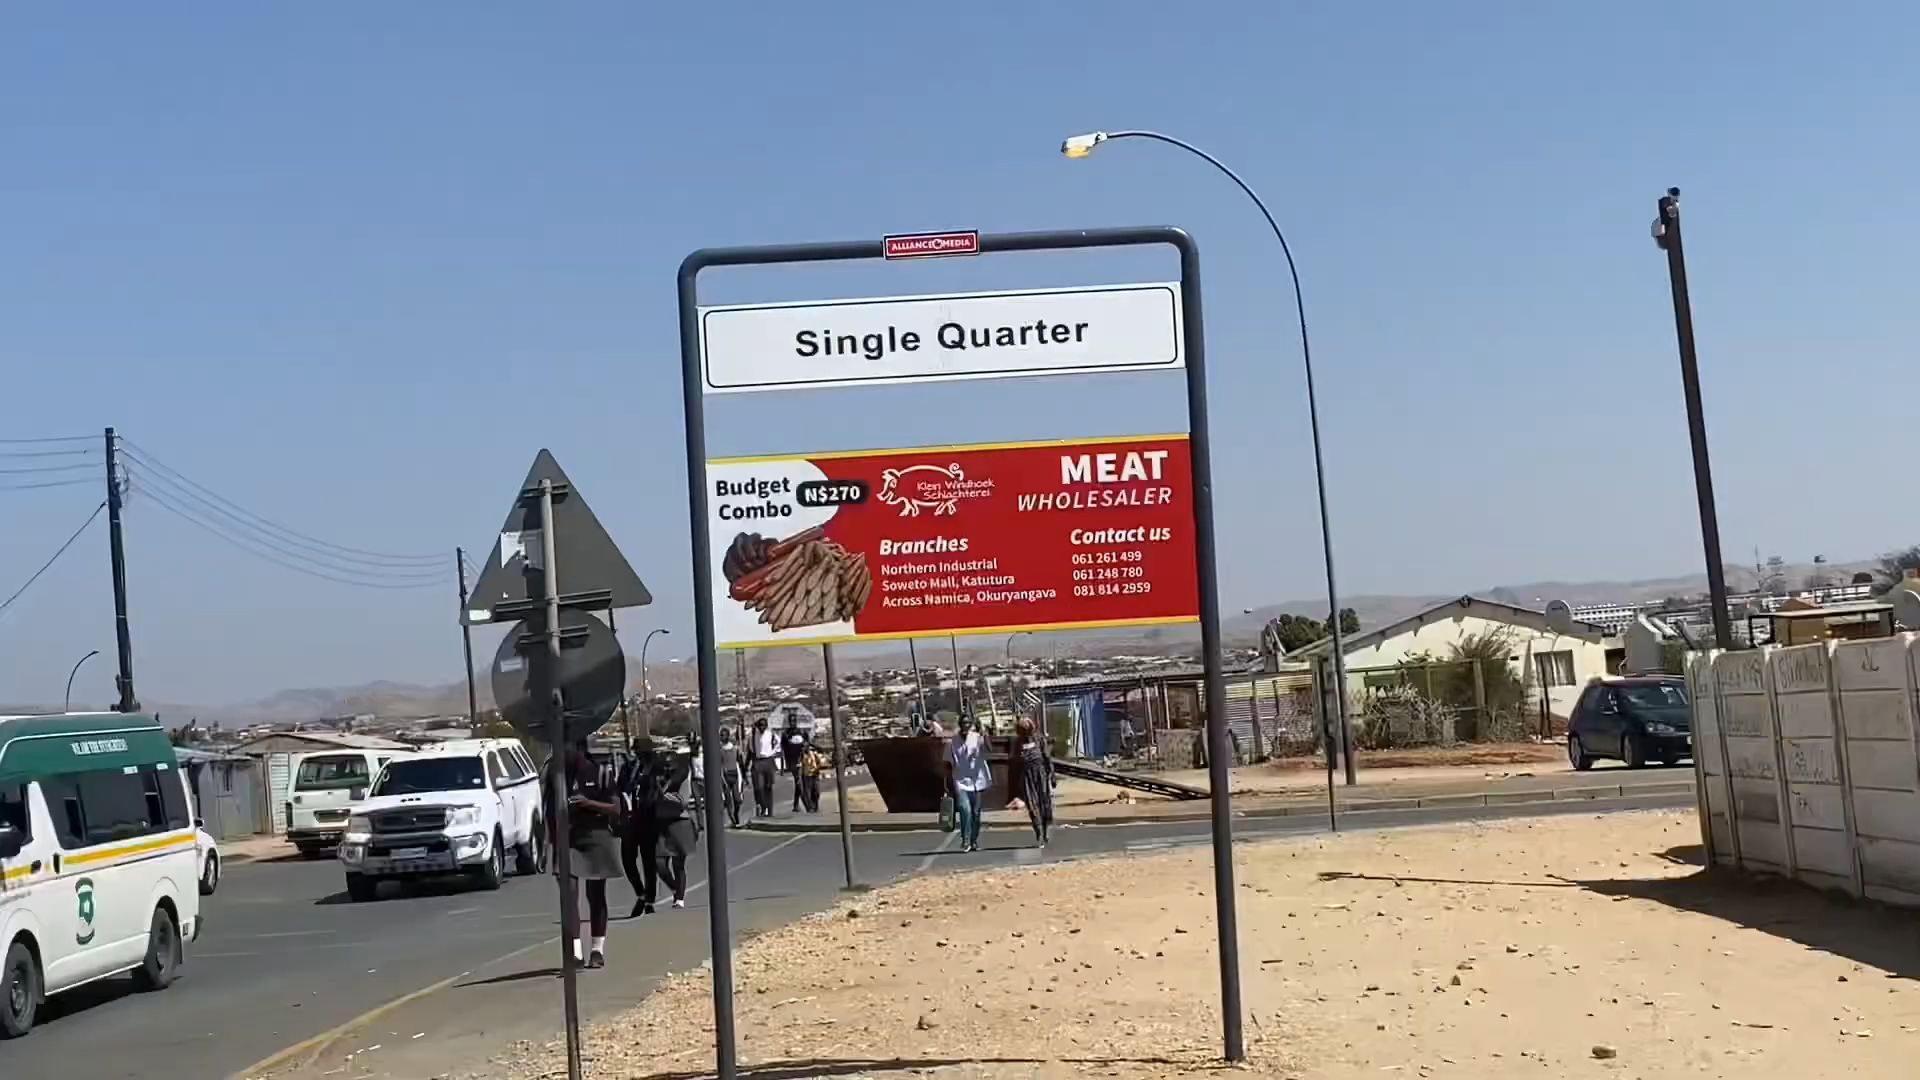 ALLIANCE MEDIA
Single Quarter
Budget
Combo
N$270
Klein Windhoek
Schlachterei
MEAT
WHOLESALER
Branches
Northern Industrial
Soweto Mall, Katutura
Across Namica, Okuryangava
Contact us
061 261 499
061 248 780
081 814 2959